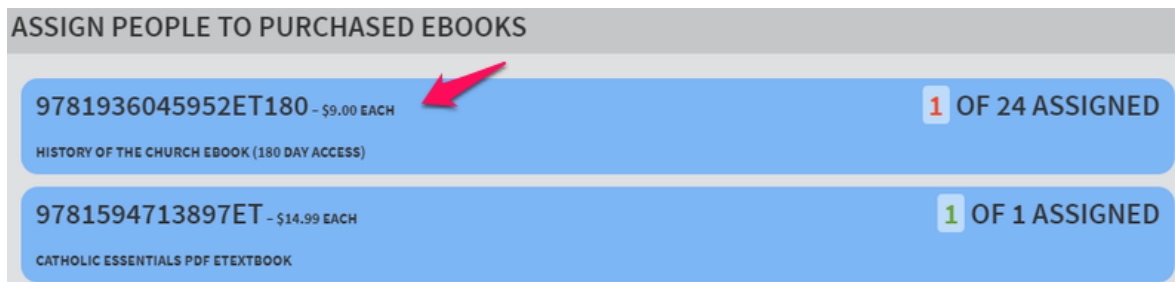 ASSIGN PEOPLE TO PURCHASED EBOOKS
9781936045952ET180 - $9.00 EACH 1 OF 24 ASSIGNED
HISTORY OF THE CHURCH EBOOK (180 DAY ACCESS)
9781594713897ET - $14.99 EACH 1 OF 1 ASSIGNED
CATHOLIC ESSENTIALS PDF ETEXTBOOK